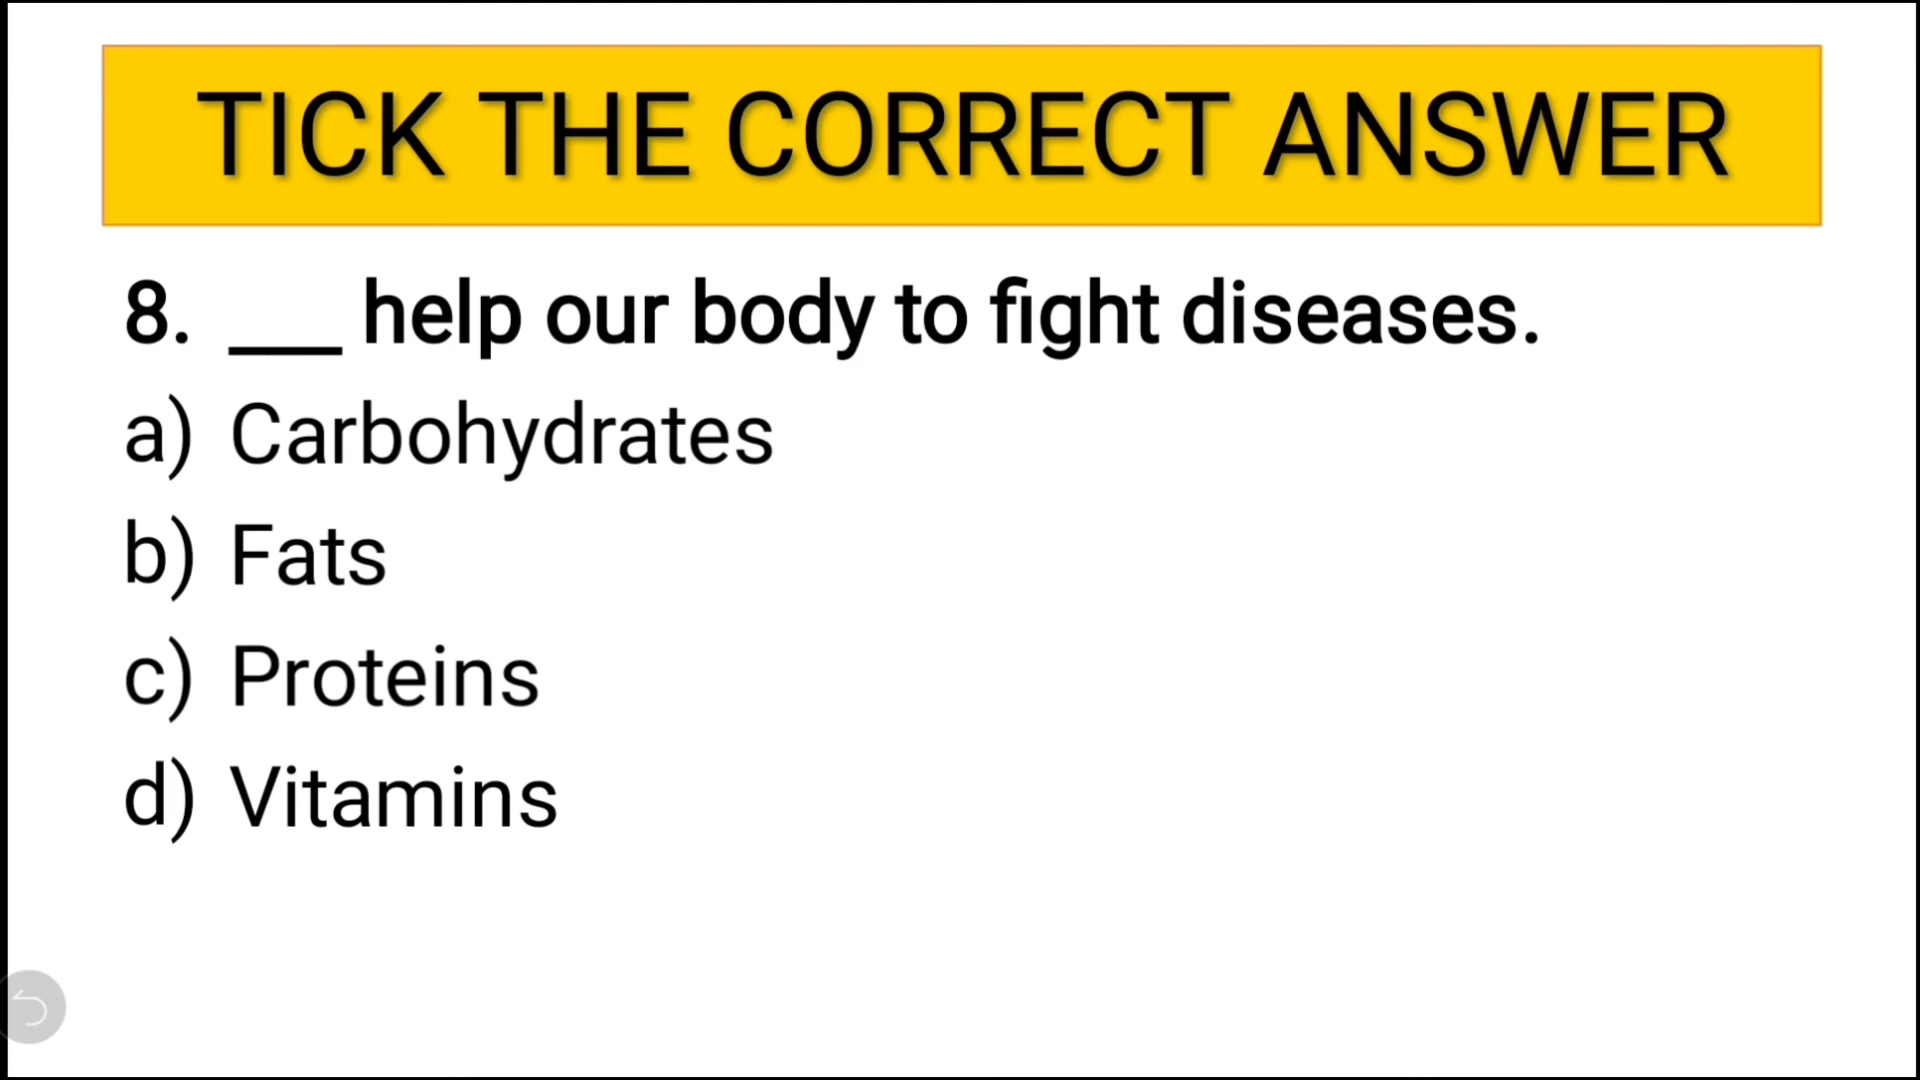 TICK THE CORRECT ANSWER
8. ___ help our body to fight diseases.
a) Carbohydrates
b) Fats
c) Proteins
d) Vitamins